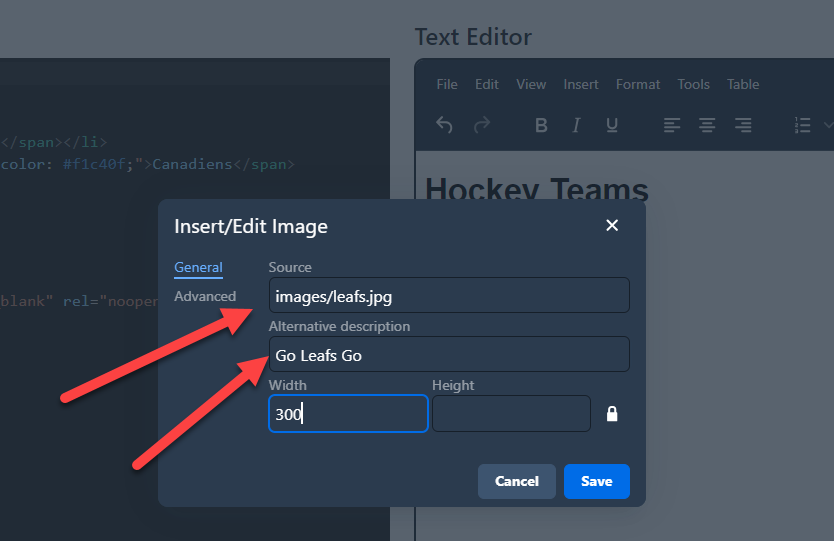 Text Editor
File Edit View Insert Format Tools Table
B I U
</span></li>
color: #f1c40f;">Canadiens</span>
Hockey Teams
Insert/Edit Image
General
Source
Advanced
images/leafs.jpg
blank" rel="nooper
Alternative description
Go Leafs Go
Width Height
300
Cancel Save